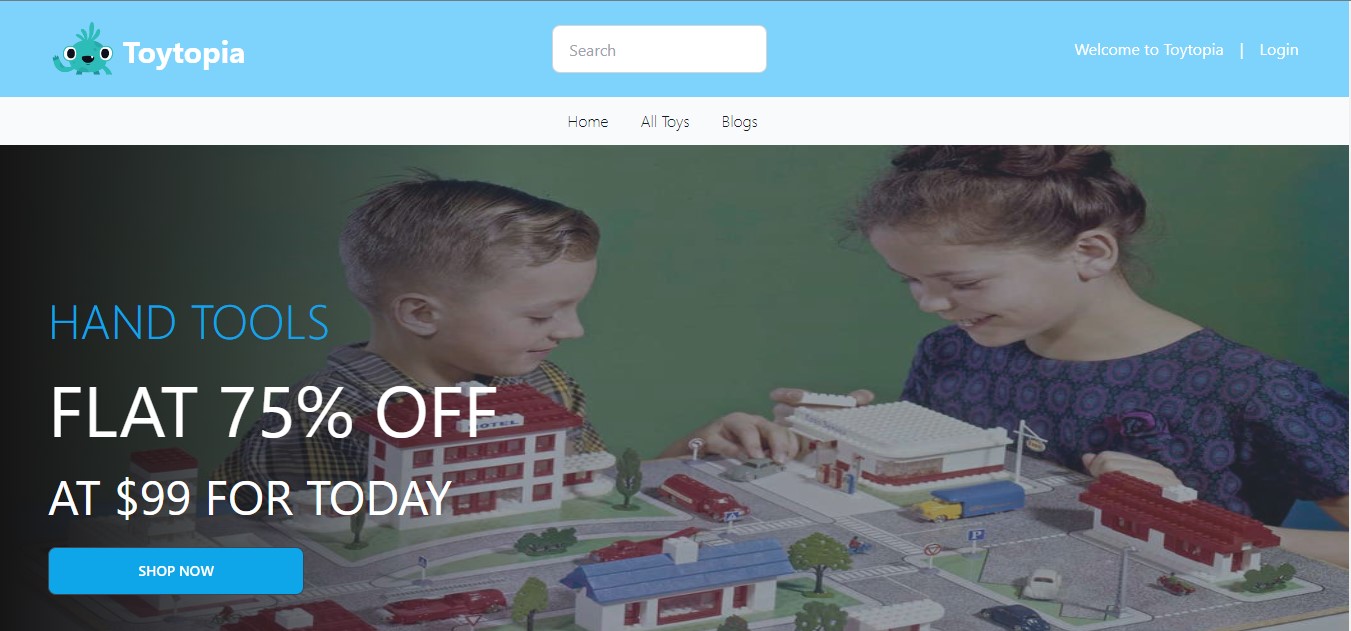 Toytopia
Search
Welcome to Toytopia | Login
Home All Toys Blogs
HAND TOOLS
FLAT 75% OFF
MOTEL
AT $99 FOR TODAY
P
SHOP NOW